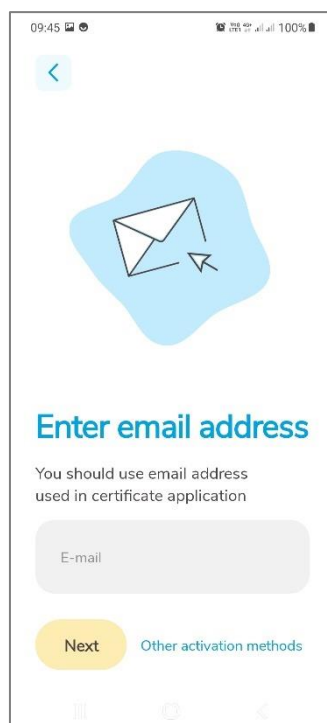 09:45
100%
Enter email address
You should use email address
used in certificate application
E-mail
Next
Other activation methods